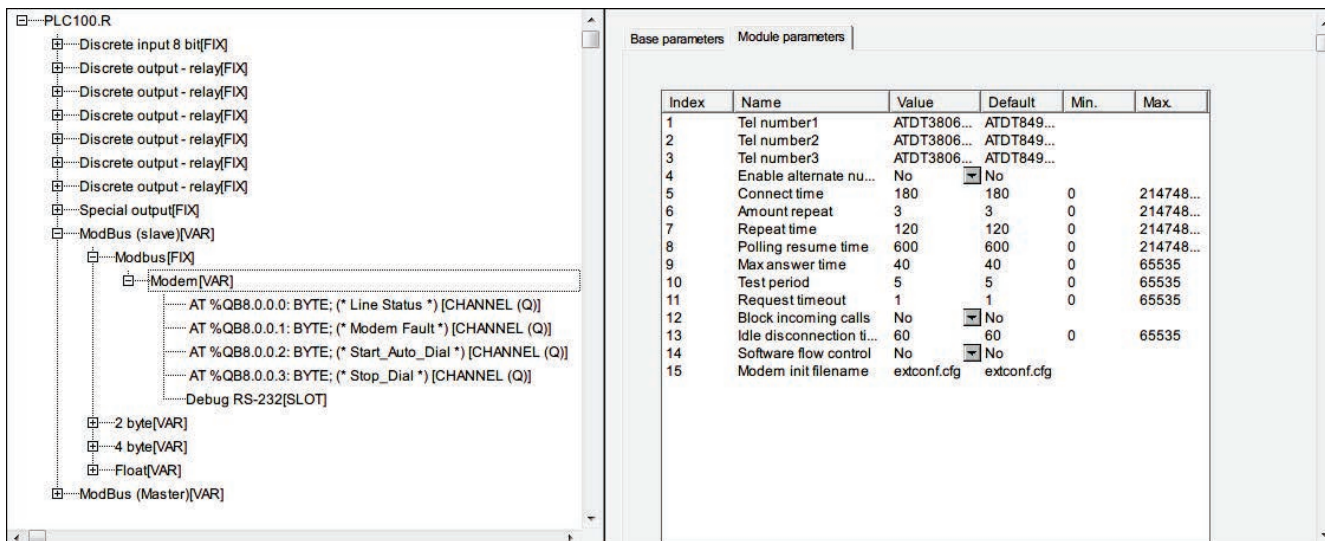 PLC100.R
Discrete input 8 bit[FIX]
Discrete output - relay[FIX]
Discrete output - relay[FIX]
Discrete output - relay[FIX]
Discrete output - relay[FIX]
Discrete output - relay[FIX]
Discrete output - relay[FIX]
Special output[FIX]
ModBus (slave)[VAR]
Modbus[FIX]
Modem[VAR]
AT %QB8.0.0.0: BYTE; (* Line Status *) [CHANNEL (Q)]
AT %QB8.0.0.1: BYTE; (* Modem Fault *) [CHANNEL (Q)]
AT %QB8.0.0.2: BYTE; (* Start_Auto_Dial *) [CHANNEL (Q)]
AT %QB8.0.0.3: BYTE; (* Stop_Dial *) [CHANNEL (Q)]
Debug RS-232[SLOT]
2 byte[VAR]
4 byte[VAR]
Float[VAR]
ModBus (Master)[VAR]
Base parameters Module parameters
Index Name Value Default Min. Max.
1 Tel number1 ATDT3806... ATDT849...
2 Tel number2 ATDT3806... ATDT849...
3 Tel number3 ATDT3806... ATDT849...
4 Enable alternate nu... No No
5 Connect time 180 180 0 214748...
6 Amount repeat 3 3 0 214748...
7 Repeat time 120 120 0 214748...
8 Polling resume time 600 600 0 214748...
9 Max answer time 40 40 0 65535
10 Test period 5 5 0 65535
11 Request timeout 1 1 0 65535
12 Block incoming calls No No
13 Idle disconnection ti... 60 60 0 65535
14 Software flow control No No
15 Modem init filename extconf.cfg extconf.cfg